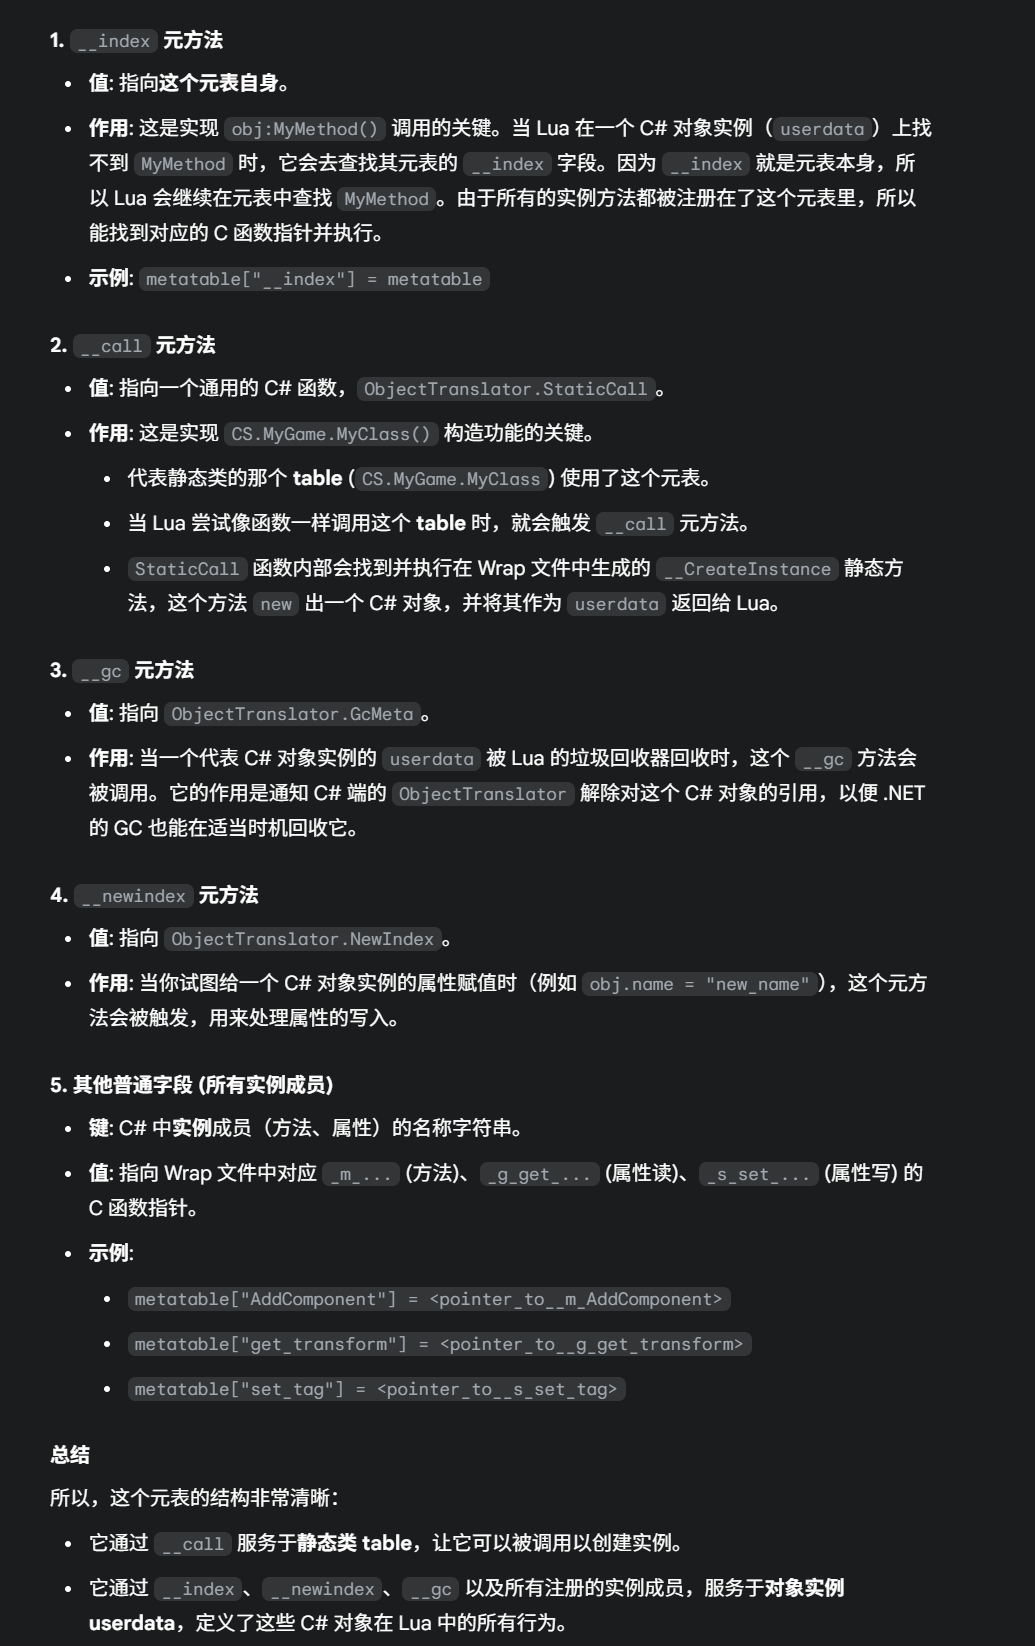 1. __index 元方法
• 值: 指向这个元表自身。
• 作用: 这是实现 obj:MyMethod() 调用的关键。当 Lua 在一个 C# 对象实例（userdata）上找
不到 MyMethod 时，它会去查找其元表的 __index 字段。因为 __index 就是元表本身，所
以 Lua 会继续在元表中查找 MyMethod。由于所有的实例方法都被注册在了这个元表里，所以
能找到对应的 C 函数指针并执行。
• 示例: metatable["__index"] = metatable
2. __call 元方法
• 值: 指向一个通用的 C# 函数，ObjectTranslator.StaticCall。
• 作用: 这是实现 CS.MyGame.MyClass() 构造功能的关键。
• 代表静态类的那个 table (CS.MyGame.MyClass) 使用了这个元表。
• 当 Lua 尝试像函数一样调用这个 table 时，就会触发 __call 元方法。
• StaticCall 函数内部会找到并执行在 Wrap 文件中生成的 __CreateInstance 静态方
法，这个方法 new 出一个 C# 对象，并将其作为 userdata 返回给 Lua。
3. __gc 元方法
• 值: 指向 ObjectTranslator.GcMeta。
• 作用: 当一个代表 C# 对象实例的 userdata 被 Lua 的垃圾回收器回收时，这个 __gc 方法会
被调用。它的作用是通知 C# 端的 ObjectTranslator 解除对这个 C# 对象的引用，以便 .NET
的 GC 也能在适当时机回收它。
4. __newindex 元方法
• 值: 指向 ObjectTranslator.NewIndex。
• 作用: 当你试图给一个 C# 对象实例的属性赋值时（例如 obj.name = "new_name"），这个元方
法会被触发，用来处理属性的写入。
5. 其他普通字段 (所有实例成员)
• 键: C# 中实例成员（方法、属性）的名称字符串。
• 值: 指向 Wrap 文件中对应 _m_... (方法)、_g_get_... (属性读)、_s_set_... (属性写) 的
C 函数指针。
• 示例:
• metatable["AddComponent"] = <pointer_to__m_AddComponent>
• metatable["get_transform"] = <pointer_to__g_get_transform>
• metatable["set_tag"] = <pointer_to__s_set_tag>
总结
所以，这个元表的结构非常清晰：
• 它通过 __call 服务于静态类 table，让它可以被调用以创建实例。
• 它通过 __index、__newindex、__gc 以及所有注册的实例成员，服务于对象实例
userdata，定义了这些 C# 对象在 Lua 中的所有行为。